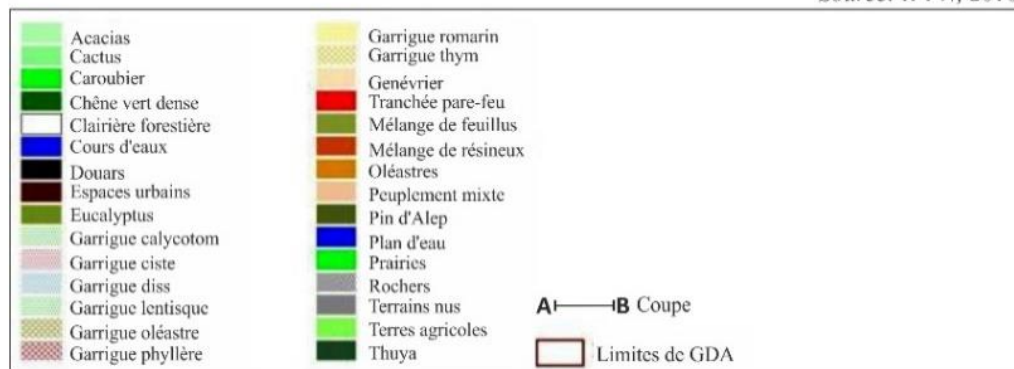 Acacias
Cactus
Caroubier
Chêne vert dense
Clairière forestière
Cours d'eaux
Douars
Espaces urbains
Eucalyptus
Garrigue calycotom
Garrigue ciste
Garrigue diss
Garrigue lentisque
Garrigue oléastre
Garrigue phyllère
Garrigue romarin
Garrigue thym
Genévrier
Tranchée pare-feu
Mélange de feuillus
Mélange de résineux
Oléastres
Peuplement mixte
Pin d'Alep
Plan d'eau
Prairies
Rochers
Terrains nus
Terres agricoles
Thuya
A B Coupe
Limites de GDA